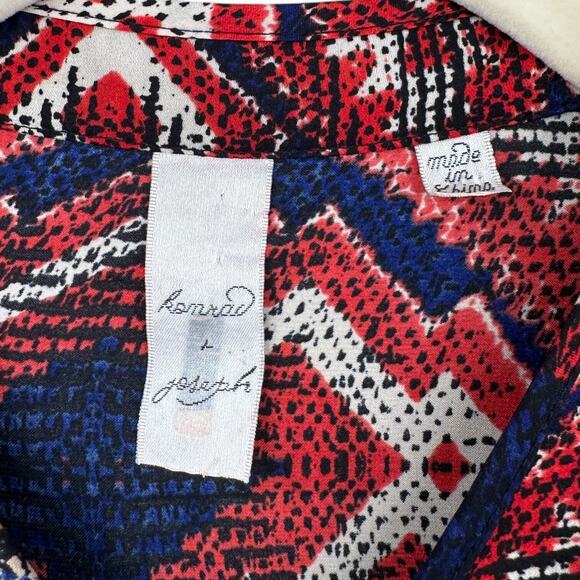 konrad
+
joseph
made
in
china